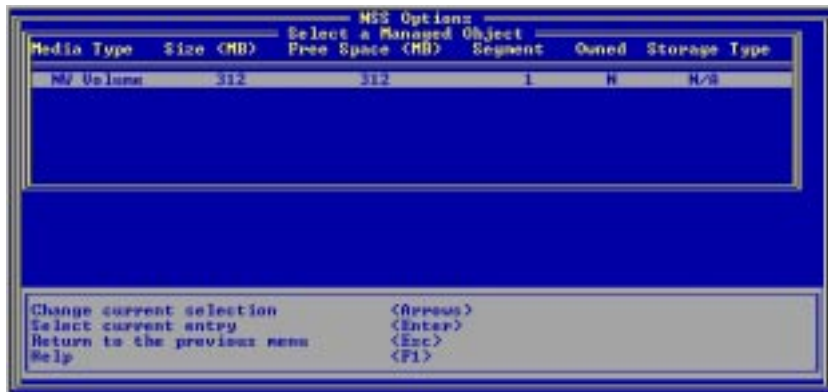 NSS Options
Select a Managed Object
Media Type Size (MB) Free Space (MB) Segment Owned Storage Type
NW Volume 312 312 1 N N/A
Change current selection <Arrows>
Select current entry <Enter>
Return to the previous menu <Esc>
Help <F1>